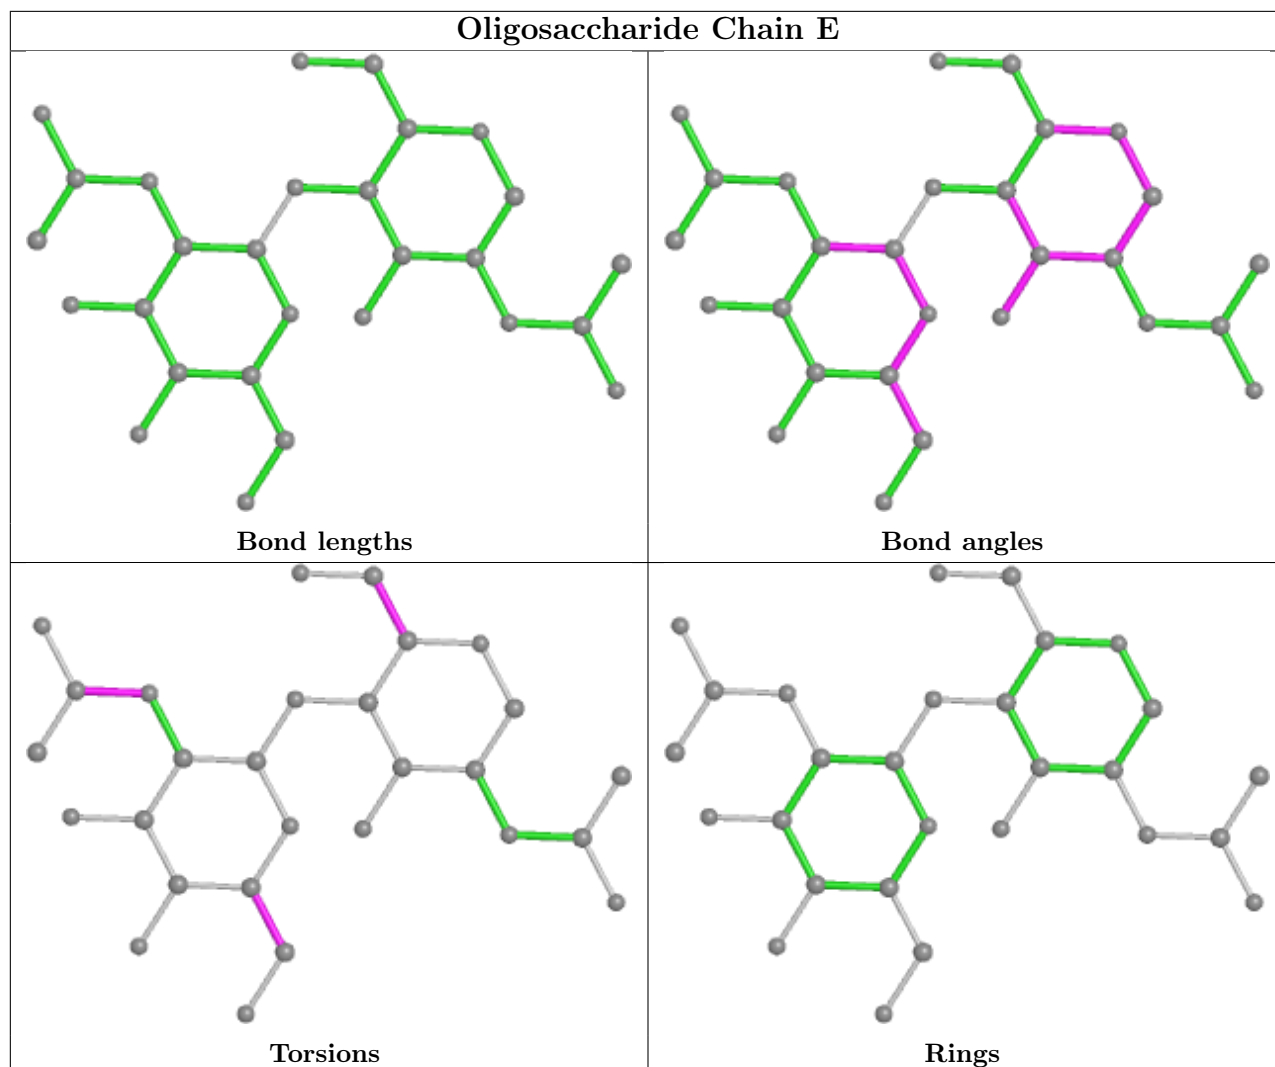 Oligosaccharide Chain E
Bond lengths
Bond angles
Torsions
Rings